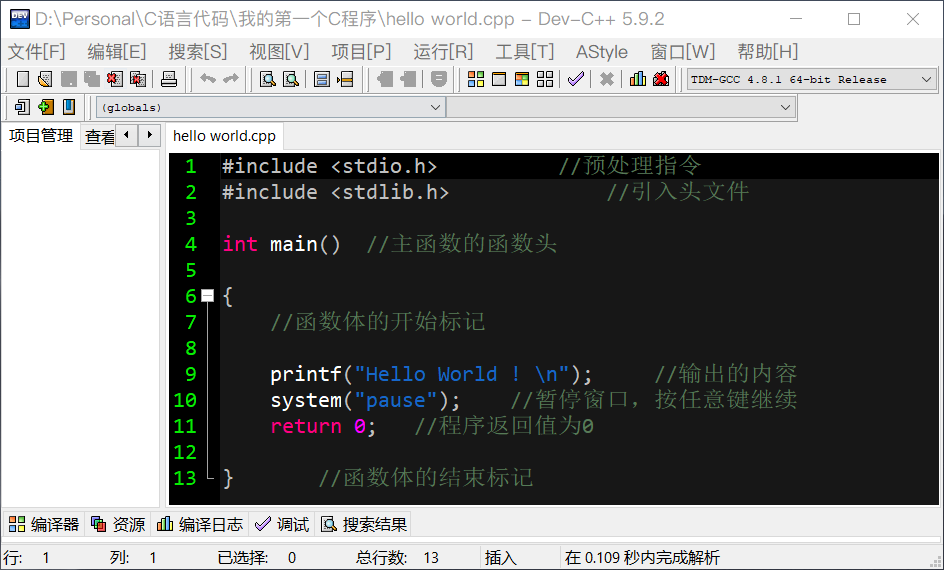 D:\Personal\C语言代码\我的第一个C程序\hello world.cpp - Dev-C++ 5.9.2
文件[F] 编辑[E] 搜索[S] 视图[V] 项目[P] 运行[R] 工具[T] AStyle 窗口[W] 帮助[H]
TDM-GCC 4.8.1 64-bit Release
(globals)
项目管理 查看 hello world.cpp
1 #include <stdio.h> //预处理指令
2 #include <stdlib.h> //引入头文件
3
4 int main() //主函数的函数头
5
6 {
7 //函数体的开始标记
8
9 printf("Hello World ! \n"); //输出的内容
10 system("pause"); //暂停窗口，按任意键继续
11 return 0; //程序返回值为0
12
13 } //函数体的结束标记
编译器 资源 编译日志 调试 搜索结果
行: 1 列: 1 已选择: 0 总行数: 13 插入 在 0.109 秒内完成解析